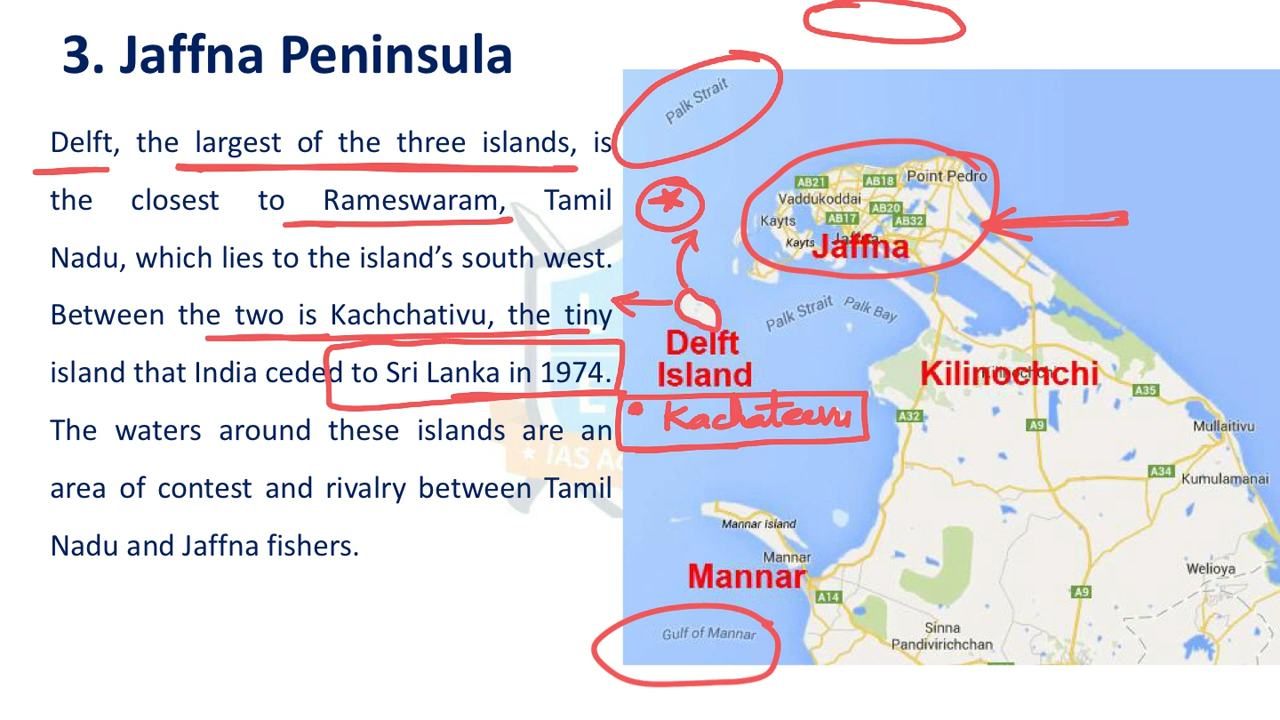 3. Jaffna Peninsula
Delft, the largest of the three islands, is
the closest to Rameswaram, Tamil
Nadu, which lies to the island’s south west.
Between the two is Kachchativu, the tiny
island that India ceded to Sri Lanka in 1974.
The waters around these islands are an
area of contest and rivalry between Tamil
Nadu and Jaffna fishers.
IAS
Palk Strait
AB21
AB18
Point Pedro
Vaddukoddai
AB20
Kayts
AB17
AB32
Kayts
Jaffna
Jaffna
Palk Strait
Palk Bay
Delft
Island
Kilinochchi
A35
• Kachateevu
A32
A9
Mullaitivu
A34
Kumulamanai
Mannar Island
Mannar
Mannar
Welioya
A14
A9
Gulf of Mannar
Sinna
Pandivirichchan